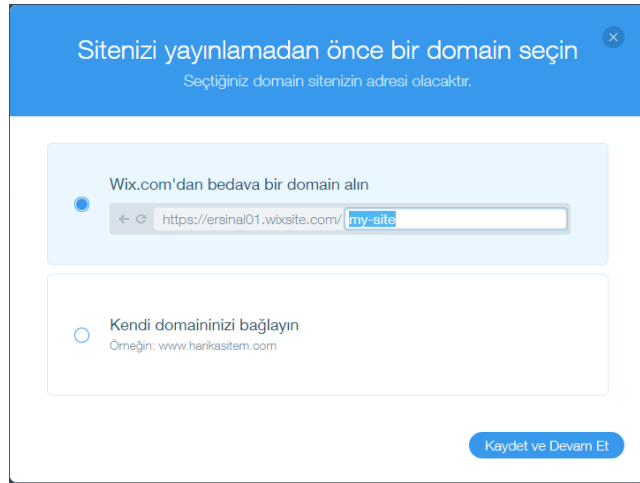 Sitenizi yayınlamadan önce bir domain seçin
Seçtiğiniz domain sitenizin adresi olacaktır.
Wix.com'dan bedava bir domain alın
https://ersinal01.wixsite.com/ my-site
Kendi domaininizi bağlayın
Örneğin: www.harikasitem.com
Kaydet ve Devam Et